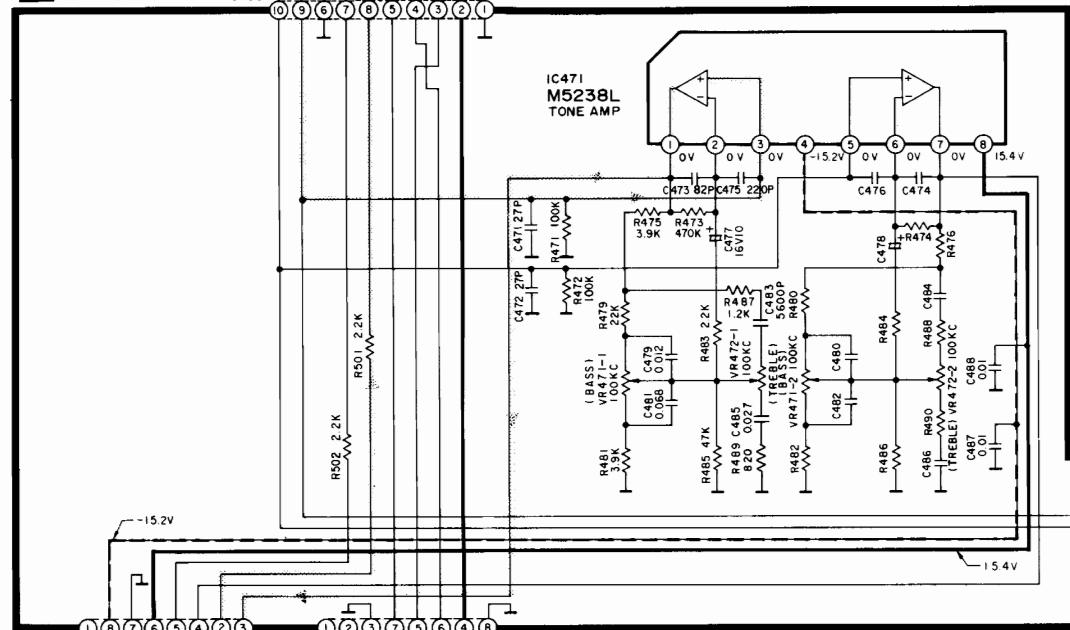 10 9 6 7 8 5 4 3 2 1
IC471
M5238L
TONE AMP
+ - + -
1 2 3 4 5 6 7 8
0V 0V 0V -15.2V 0V 0V 0V 15.4V
C473 82P C475 220P C476 C474
C471 27P
R471 100K
R475
3.9K
R473
470K
+
C477
16V10
C478
+
R474
R476
C472 27P
R472
100K
R479
22K
R487
1.2K
C483
5600P
R480
C484
R501 2.2K
R483 2.2K
VR472-1
100KC
(TREBLE)
R484
R488
(BASS)
VR471-1
100KC
C479
0.012
C481
0.068
(BASS)
VR471-2 100KC
C480
C482
(TREBLE) VR472-2 100KC
C488
0.01
R502 2.2K
R481
3.9K
R485 47K
C485
0.027
R489
820
R482
R486
R490
C486
C487
0.01
-15.2V
15.4V
1 8 7 6 5 4 2 3 1 2 3 7 5 6 4 8